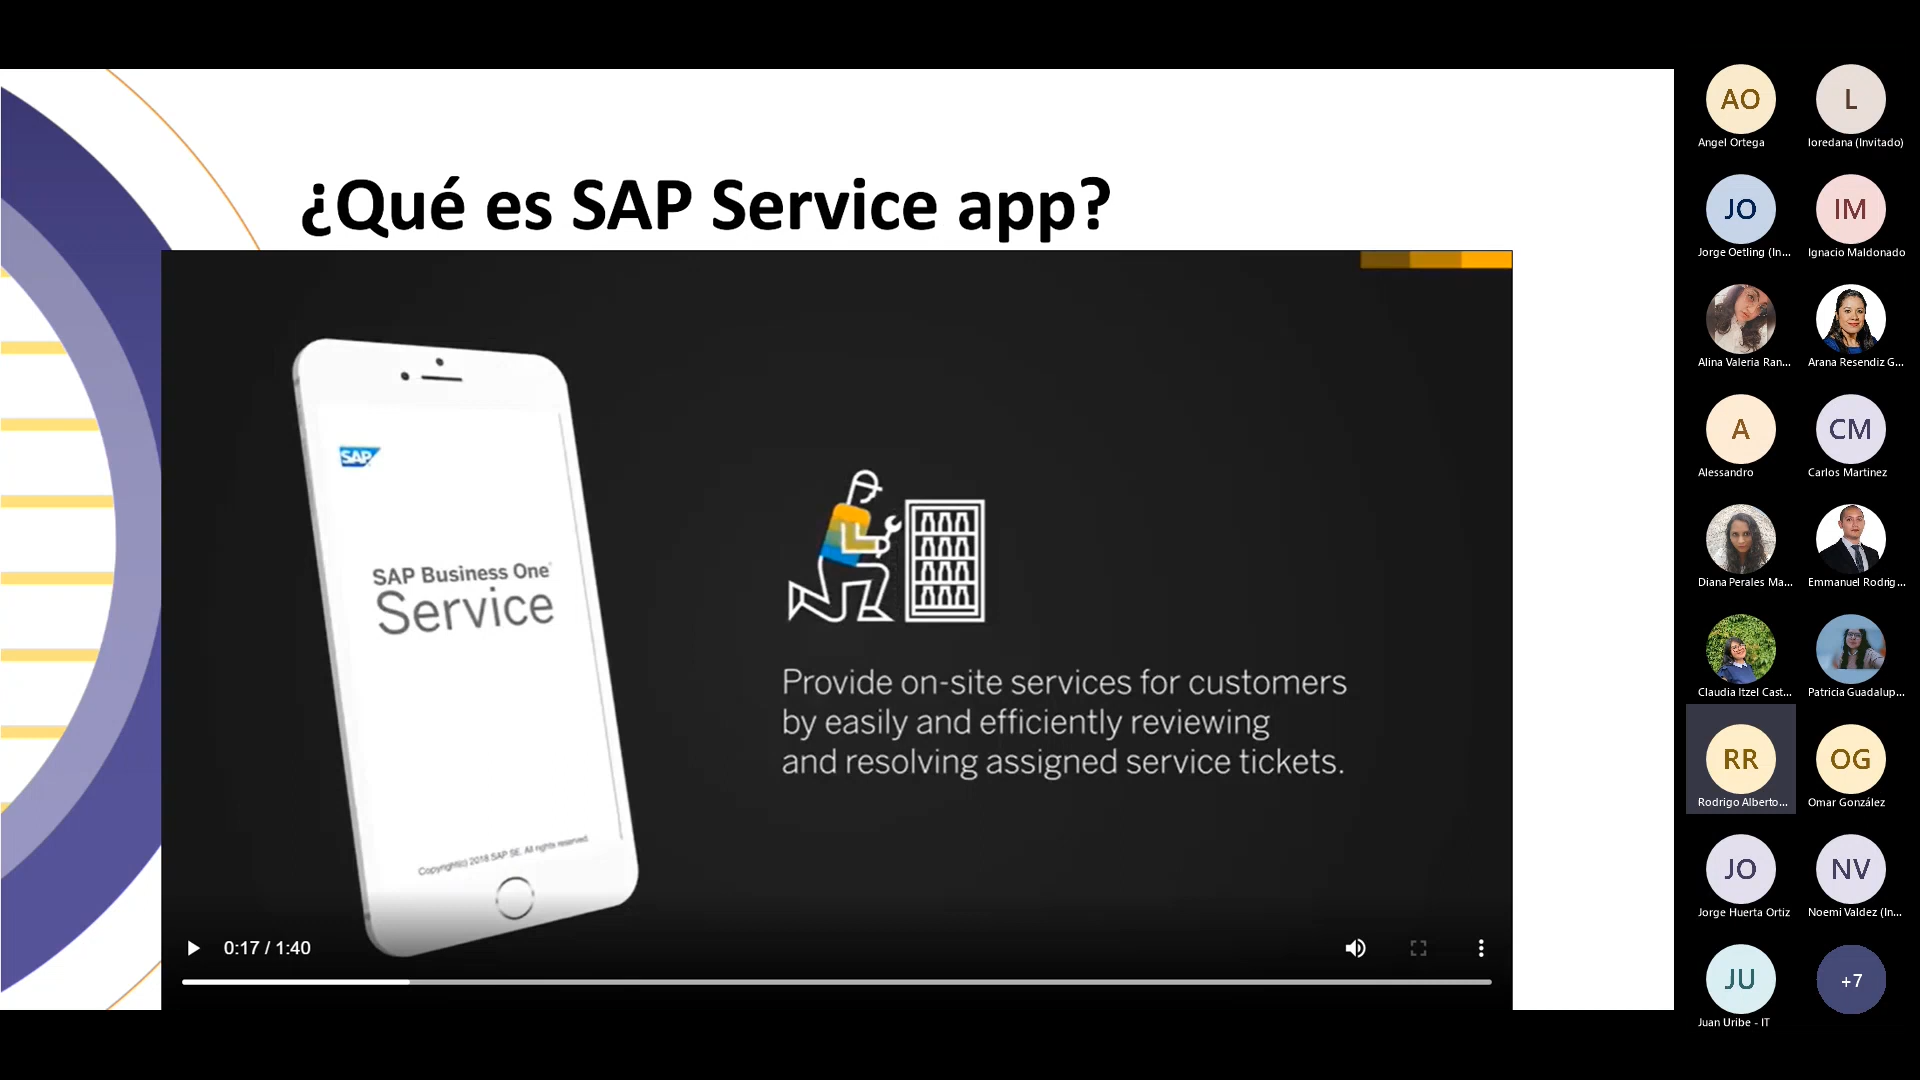 ¿Qué es SAP Service app?
SAP
SAP Business One
Service
Copyright(c) 2018 SAP SE. All rights reserved.
Provide on-site services for customers
by easily and efficiently reviewing
and resolving assigned service tickets.
0:17 / 1:40
AO
Angel Ortega
L
loredana (Invitado)
JO
Jorge Oetling (In...
IM
Ignacio Maldonado
Alina Valeria Ran...
Arana Resendiz G...
A
Alessandro
CM
Carlos Martinez
Diana Perales Ma...
Emmanuel Rodrig...
Claudia Itzel Cast...
Patricia Guadalup...
RR
Rodrigo Alberto...
OG
Omar González
JO
Jorge Huerta Ortiz
NV
Noemí Valdez (In...
JU
Juan Uribe - IT
+7